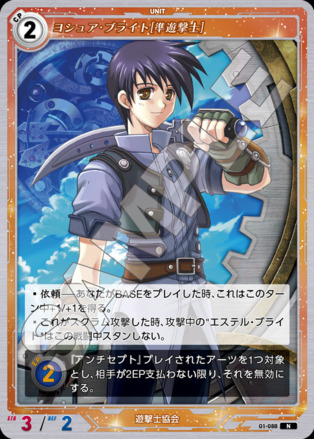 UNIT
CP
2
ヨシュア・ブライト[準遊撃士]
・依頼──あなたがBASEをプレイした時、これはこのター
ン中+1/+1を得る。
・これがスクラム攻撃した時、攻撃中の“エステル・ブライ
ト”はこの戦闘中スタンしない。
2
［アンチセプト］プレイされたアーツを1つ対象
とし、相手が2EP支払わない限り、それを無効に
する。
ATK 3 / DEF 2
遊撃士協会
01-088 N